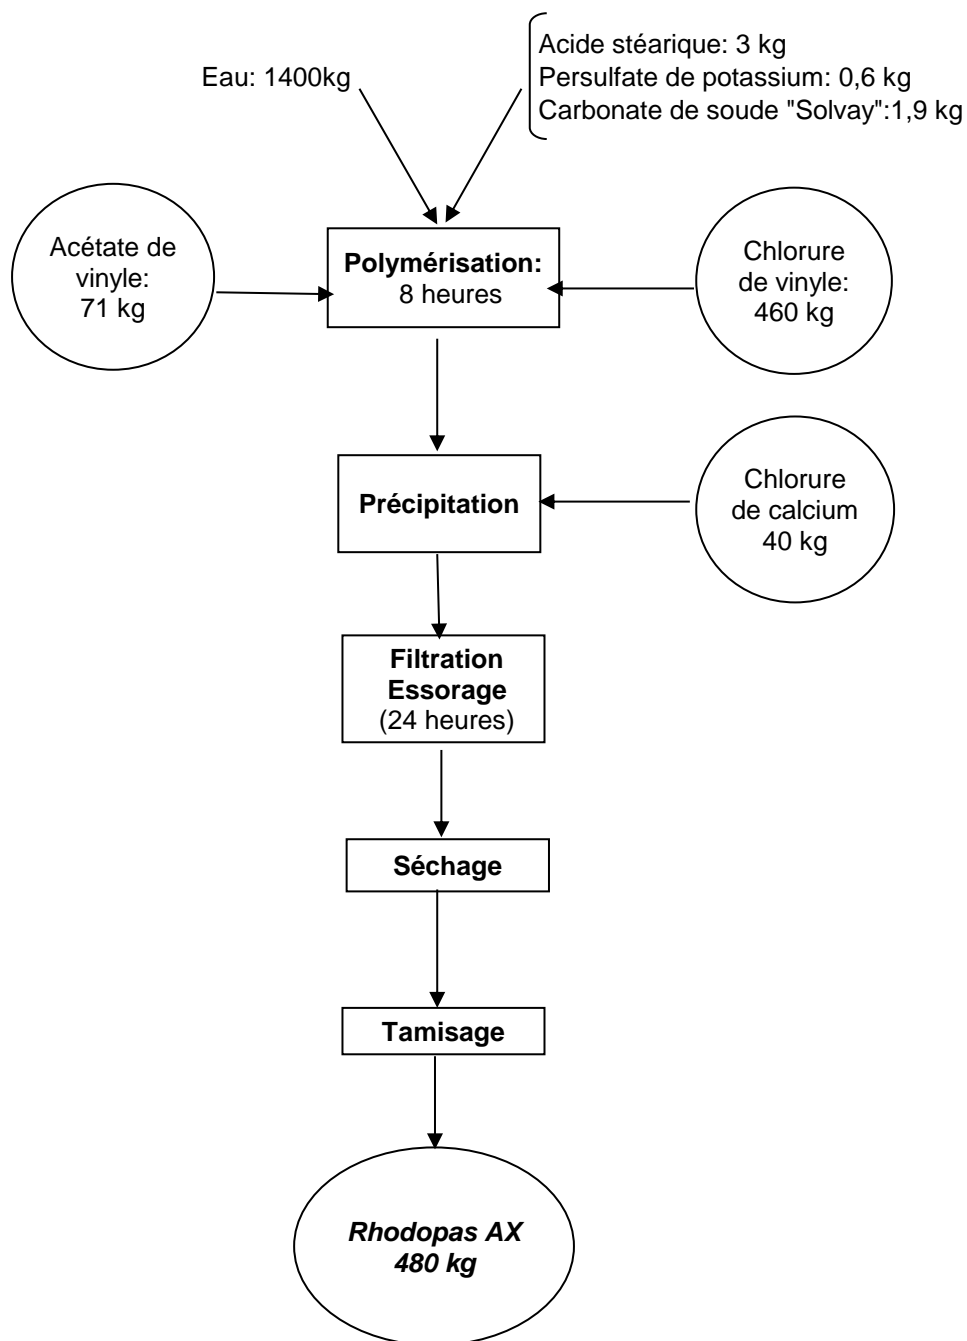 Eau: 1400kg
Acide stéarique: 3 kg
Persulfate de potassium: 0,6 kg
Carbonate de soude "Solvay":1,9 kg
Acétate de
vinyle:
71 kg
Polymérisation:
8 heures
Chlorure
de vinyle:
460 kg
Précipitation
Chlorure
de calcium
40 kg
Filtration
Essorage
(24 heures)
Séchage
Tamisage
Rhodopas AX
480 kg